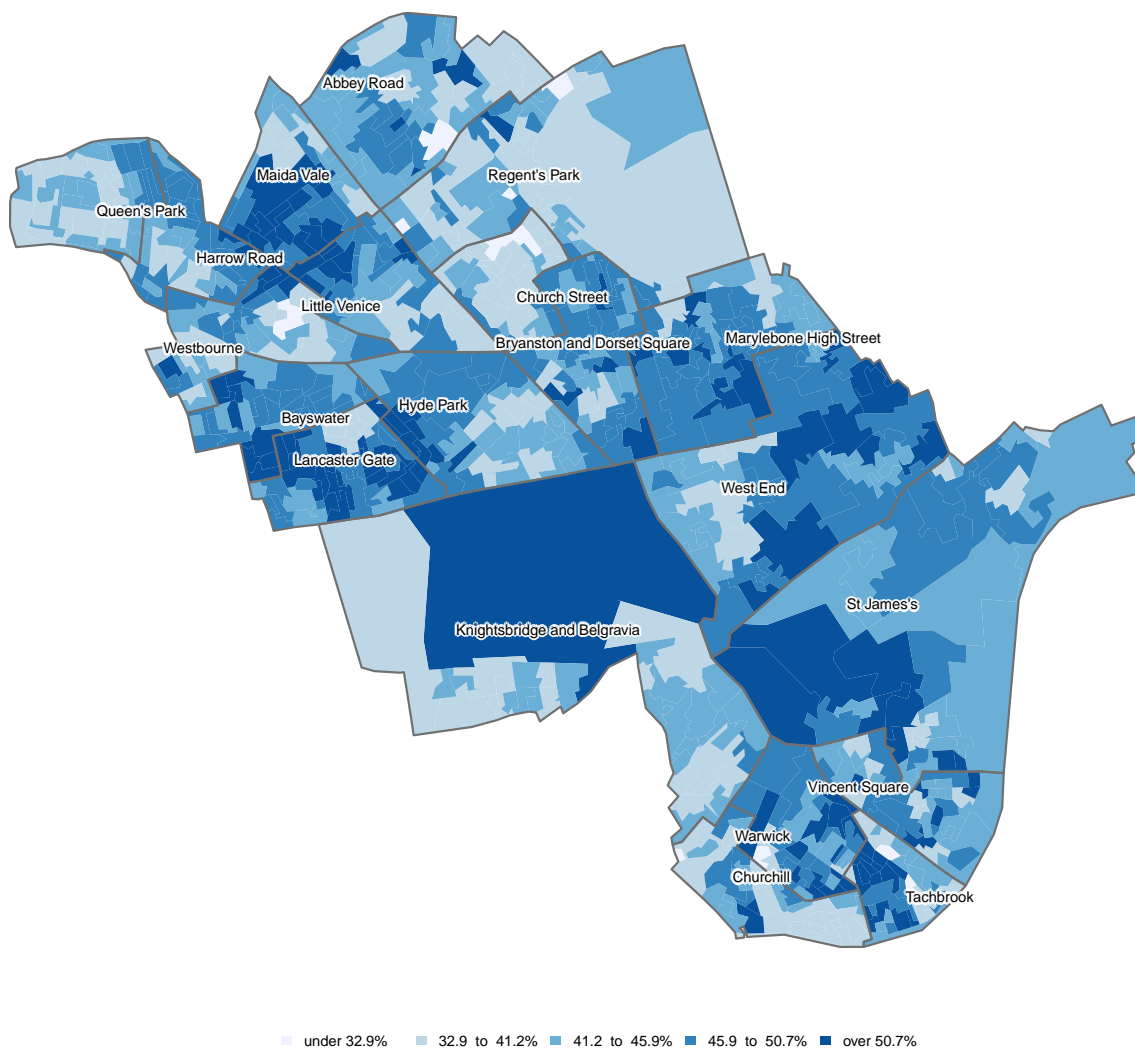 Abbey Road
Maida Vale
Regent's Park
Queen's Park
Harrow Road
Church Street
Little Venice
Marylebone High Street
Bryanston and Dorset Square
Westbourne
Hyde Park
Bayswater
Lancaster Gate
West End
St James's
Knightsbridge and Belgravia
Vincent Square
Warwick
Churchill
Tachbrook
under 32.9% 32.9 to 41.2% 41.2 to 45.9% 45.9 to 50.7% over 50.7%